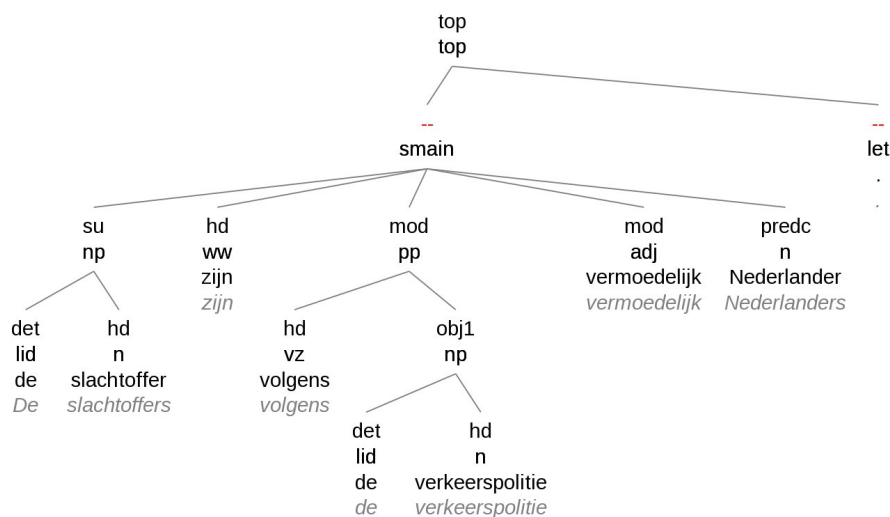 top
top
-- --
smain let
.
su hd mod mod predc .
np ww pp adj n
zijn vermoedelijk Nederlander
zijn vermoedelijk Nederlanders
det hd hd obj1
lid n vz np
de slachtoffer volgens
De slachtoffers volgens
det hd
lid n
de verkeerspolitie
de verkeerspolitie